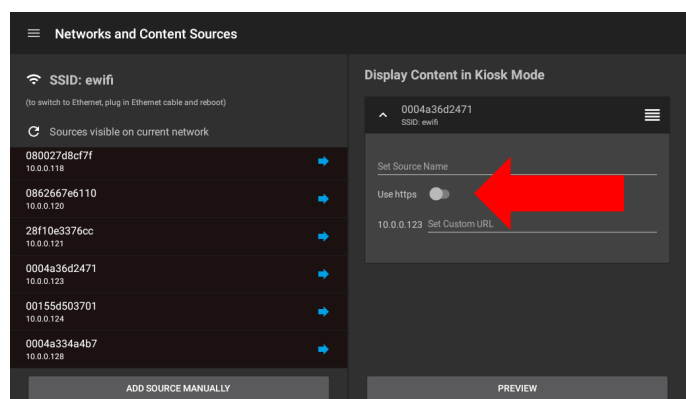 Networks and Content Sources
SSID: ewifi
(to switch to Ethernet, plug in Ethernet cable and reboot)
Sources visible on current network
080027d8cf7f
10.0.0.118
0862667e6110
10.0.0.120
28f10e3376cc
10.0.0.121
0004a36d2471
10.0.0.123
00155d503701
10.0.0.124
0004a334a4b7
10.0.0.128
ADD SOURCE MANUALLY
Display Content in Kiosk Mode
0004a36d2471
SSID: ewifi
Set Source Name
Use https
10.0.0.123 Set Custom URL
PREVIEW